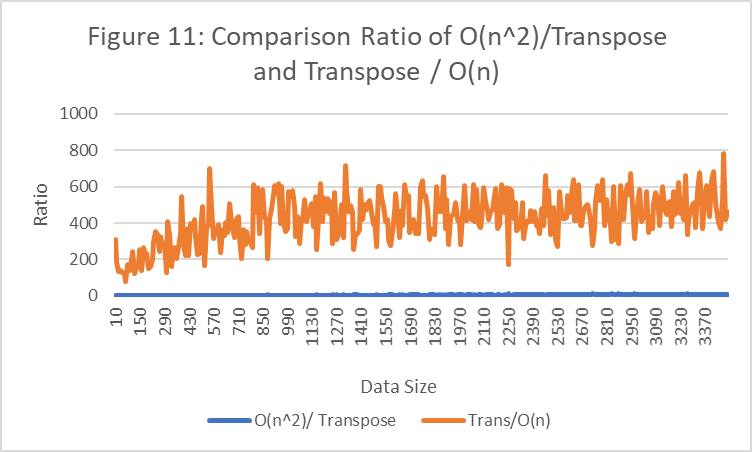 Figure 11: Comparison Ratio of O(n^2)/Transpose
and Transpose / O(n)
1000
800
600
400
200
0
Ratio
10 150 290 430 570 710 850 990 1130 1270 1410 1550 1690 1830 1970 2110 2250 2390 2530 2670 2810 2950 3090 3230 3370
Data Size
O(n^2)/ Transpose Trans/O(n)